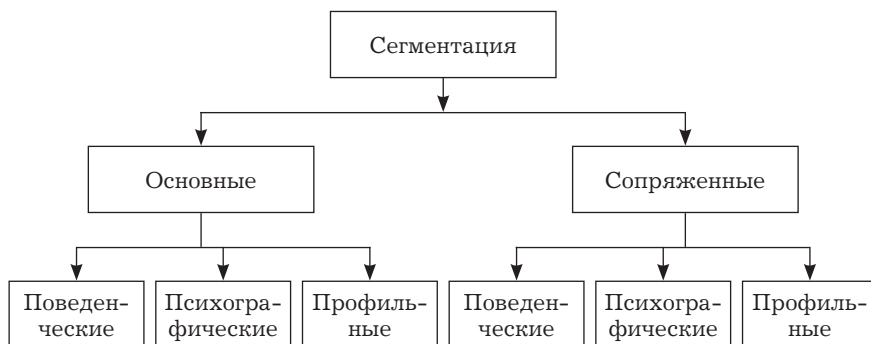 Сегментация
Основные
Сопряженные
Поведен-
ческие
Психогра-
фические
Профиль-
ные
Поведен-
ческие
Психогра-
фические
Профиль-
ные